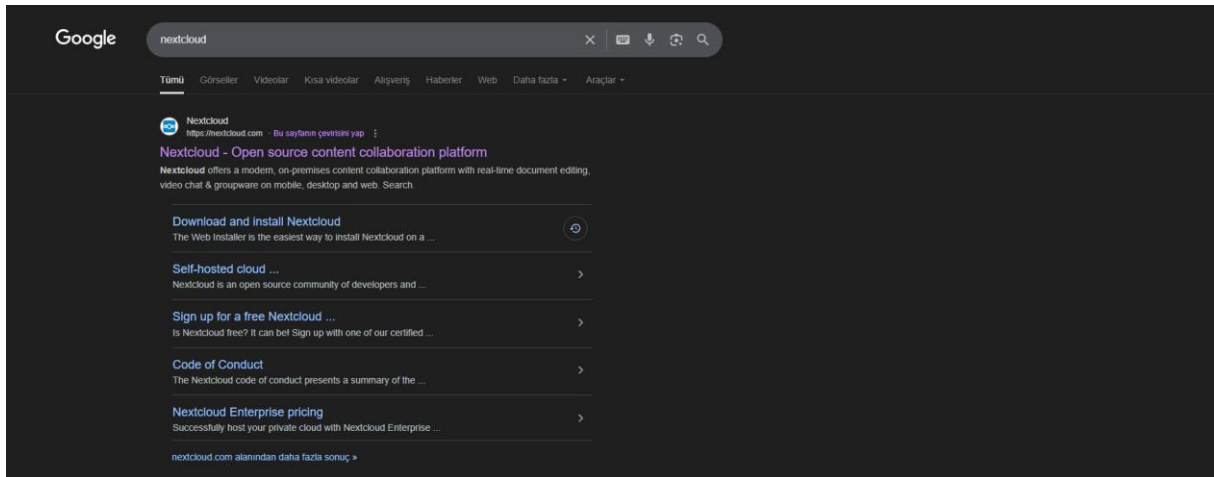 Google
nextcloud
Tümü Görseller Videolar Kısa videolar Alışveriş Haberler Web Daha fazla Araçlar
Nextcloud
https://nextcloud.com · Bu sayfanın çevirisini yap
Nextcloud - Open source content collaboration platform
Nextcloud offers a modern, on-premises content collaboration platform with real-time document editing,
video chat & groupware on mobile, desktop and web. Search.
Download and install Nextcloud
The Web Installer is the easiest way to install Nextcloud on a ...
Self-hosted cloud ...
Nextcloud is an open source community of developers and ...
Sign up for a free Nextcloud ...
Is Nextcloud free? It can be! Sign up with one of our certified ...
Code of Conduct
The Nextcloud code of conduct presents a summary of the ...
Nextcloud Enterprise pricing
Successfully host your private cloud with Nextcloud Enterprise ...
nextcloud.com alanından daha fazla sonuç »